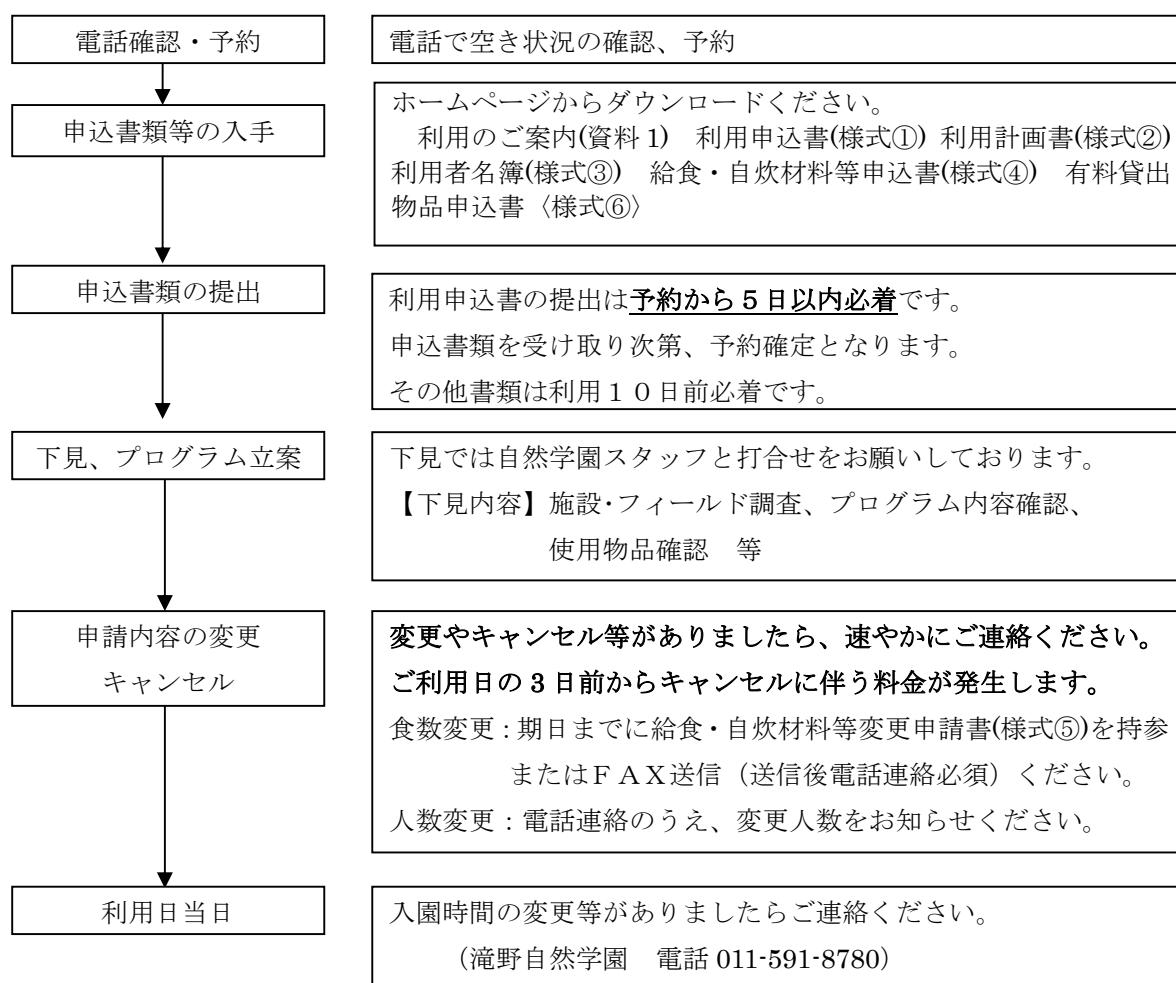 電話確認・予約
電話で空き状況の確認、予約
申込書類等の入手
ホームページからダウンロードください。
利用のご案内(資料1)　利用申込書(様式①) 利用計画書(様式②)
利用者名簿(様式③)　給食・自炊材料等申込書(様式④)　有料貸出
物品申込書〈様式⑥〉
申込書類の提出
利用申込書の提出は予約から5日以内必着です。
申込書類を受け取り次第、予約確定となります。
その他書類は利用10日前必着です。
下見、プログラム立案
下見では自然学園スタッフと打合せをお願いしております。
【下見内容】施設・フィールド調査、プログラム内容確認、
使用物品確認　等
申請内容の変更
キャンセル
変更やキャンセル等がありましたら、速やかにご連絡ください。
ご利用日の3日前からキャンセルに伴う料金が発生します。
食数変更：期日までに給食・自炊材料等変更申請書(様式⑤)を持参
またはFAX送信（送信後電話連絡必須）ください。
人数変更：電話連絡のうえ、変更人数をお知らせください。
利用日当日
入園時間の変更等がありましたらご連絡ください。
（滝野自然学園　電話 011-591-8780）